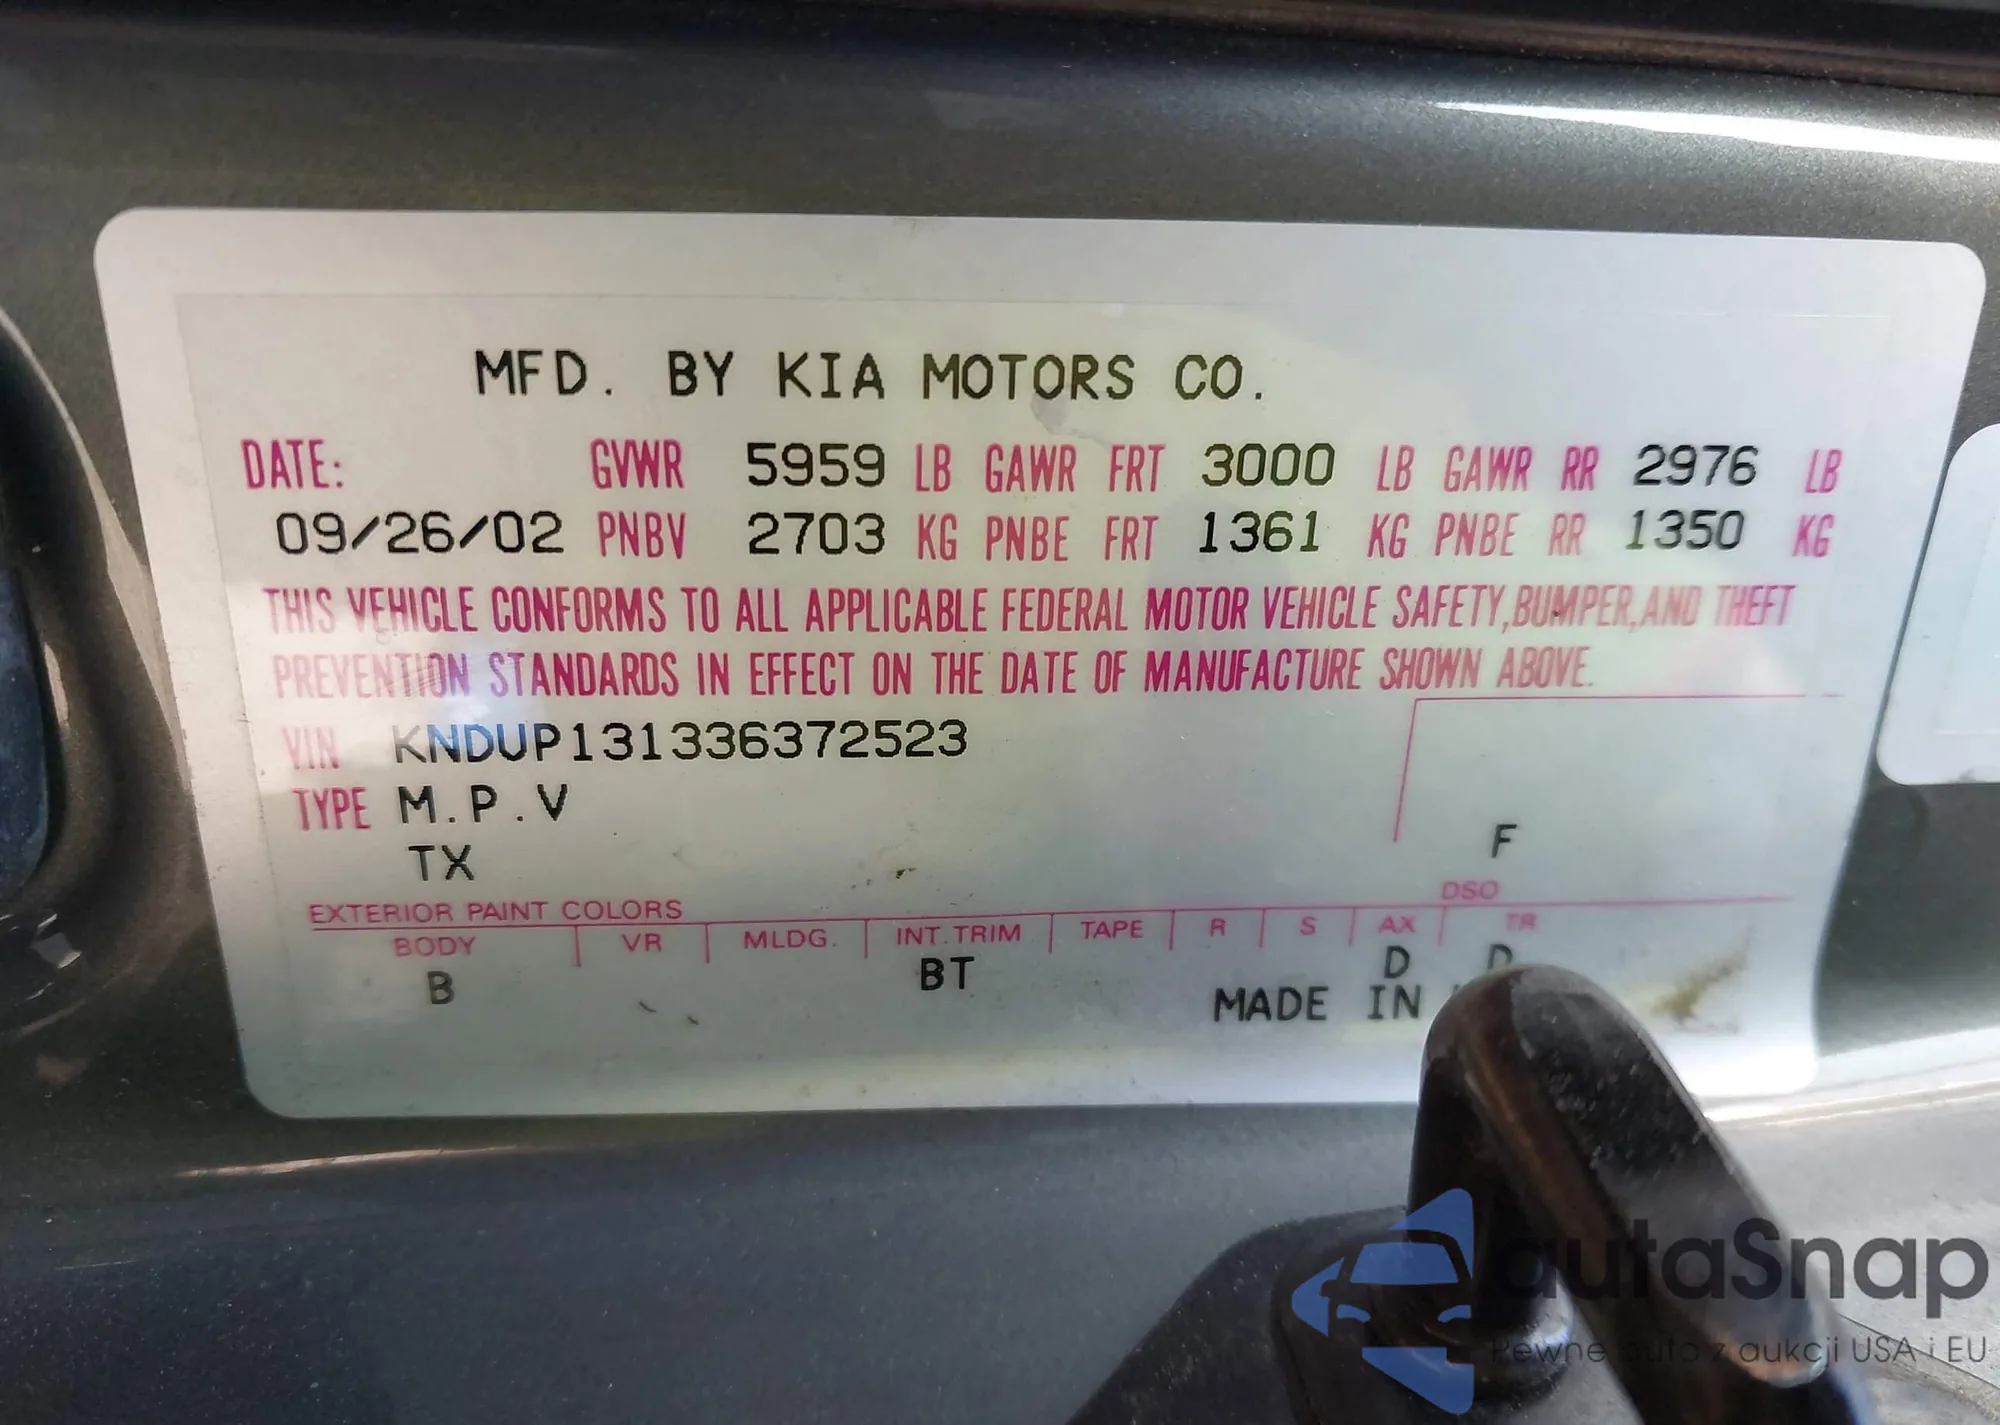 MFD. BY KIA MOTORS CO.
DATE: GVWR 5959 LB GAWR FRT 3000 LB GAWR RR 2976 LB
09/26/02 PNBV 2703 KG PNBE FRT 1361 KG PNBE RR 1350 KG
THIS VEHICLE CONFORMS TO ALL APPLICABLE FEDERAL MOTOR VEHICLE SAFETY,BUMPER,AND THEFT
PREVENTION STANDARDS IN EFFECT ON THE DATE OF MANUFACTURE SHOWN ABOVE.
VIN KNDUP131336372523
TYPE M.P.V
TX
F
EXTERIOR PAINT COLORS DSO
BODY VR MLDG. INT.TRIM TAPE R S AX TR
B BT D D
MADE IN
autaSnap
Pewne auta z aukcji USA i EU